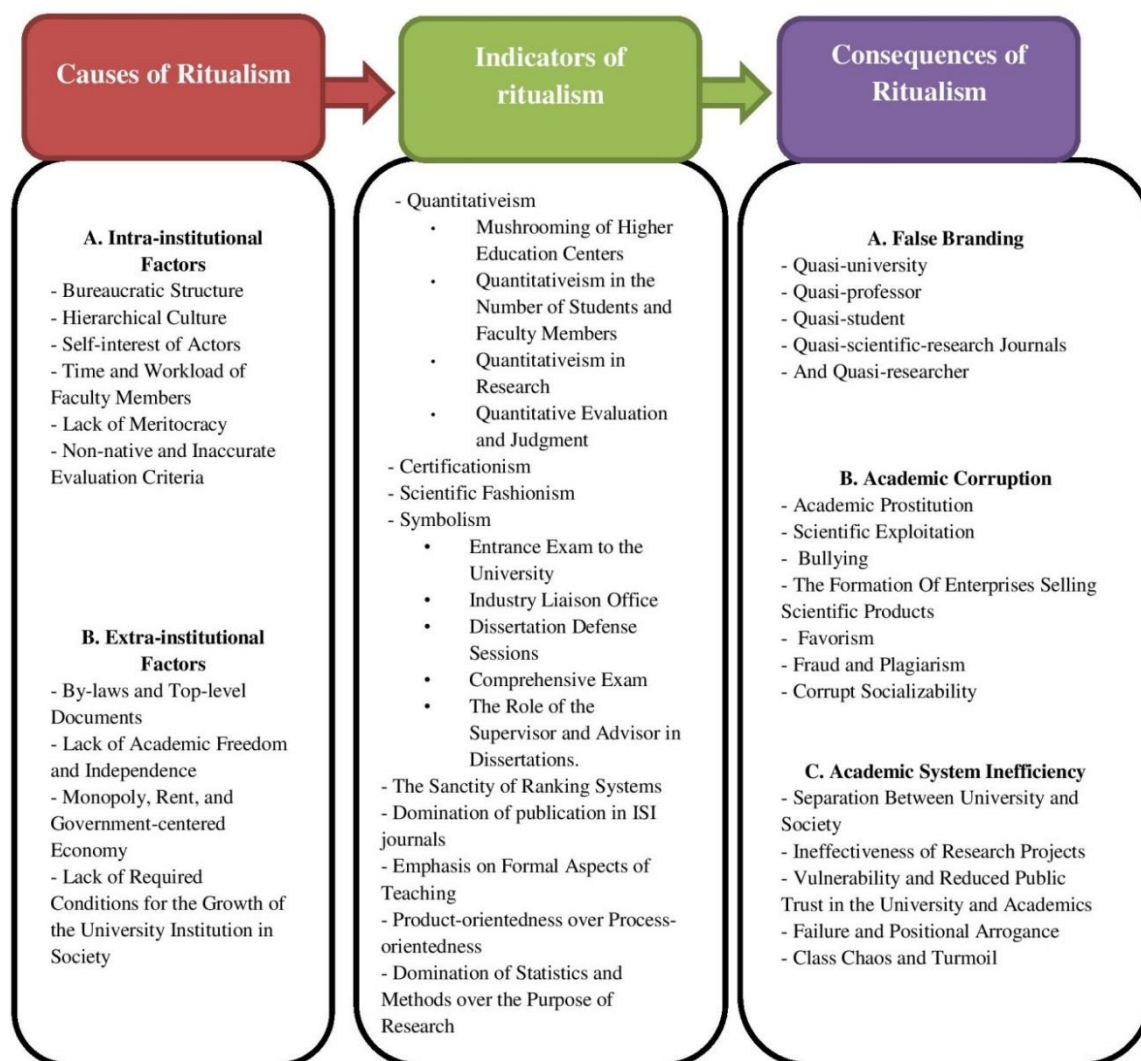 Causes of Ritualism
Indicators of
ritualism
Consequences of
Ritualism
A. Intra-institutional
Factors
- Bureaucratic Structure
- Hierarchical Culture
- Self-interest of Actors
- Time and Workload of
Faculty Members
- Lack of Meritocracy
- Non-native and Inaccurate
Evaluation Criteria
B. Extra-institutional
Factors
- By-laws and Top-level
Documents
- Lack of Academic Freedom
and Independence
- Monopoly, Rent, and
Government-centered
Economy
- Lack of Required
Conditions for the Growth of
the University Institution in
Society
- Quantitativeism
• Mushrooming of Higher
Education Centers
• Quantitativeism in the
Number of Students and
Faculty Members
• Quantitativeism in
Research
• Quantitative Evaluation
and Judgment
- Certificationism
- Scientific Fashionism
- Symbolism
• Entrance Exam to the
University
• Industry Liaison Office
• Dissertation Defense
Sessions
• Comprehensive Exam
• The Role of the
Supervisor and Advisor in
Dissertations.
- The Sanctity of Ranking Systems
- Domination of publication in ISI
journals
- Emphasis on Formal Aspects of
Teaching
- Product-orientedness over Process-
orientedness
- Domination of Statistics and
Methods over the Purpose of
Research
A. False Branding
- Quasi-university
- Quasi-professor
- Quasi-student
- Quasi-scientific-research Journals
- And Quasi-researcher
B. Academic Corruption
- Academic Prostitution
- Scientific Exploitation
- Bullying
- The Formation Of Enterprises Selling
Scientific Products
- Favorism
- Fraud and Plagiarism
- Corrupt Socializability
C. Academic System Inefficiency
- Separation Between University and
Society
- Ineffectiveness of Research Projects
- Vulnerability and Reduced Public
Trust in the University and Academics
- Failure and Positional Arrogance
- Class Chaos and Turmoil